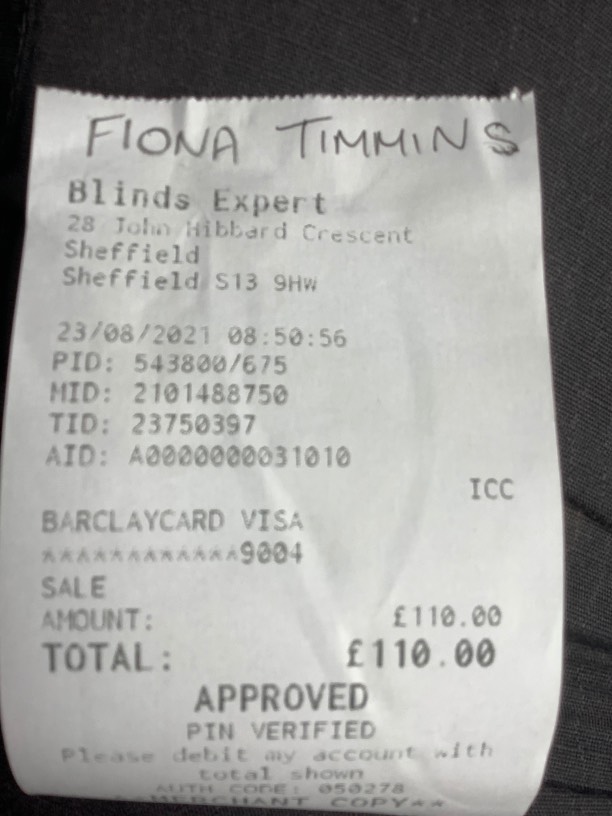 FIONA TIMMINS
Blinds Expert
28 John Hibbard Crescent
Sheffield
Sheffield S13 9Hw
23/08/2021 08:50:56
PID: 543800/675
MID: 2101488750
TID: 23750397
AID: A0000000031010
ICC
BARCLAYCARD VISA
************9004
SALE
AMOUNT: £110.00
TOTAL: £110.00
APPROVED
PIN VERIFIED
Please debit my account with
total shown
AUTH CODE: 050278
**MERCHANT COPY**